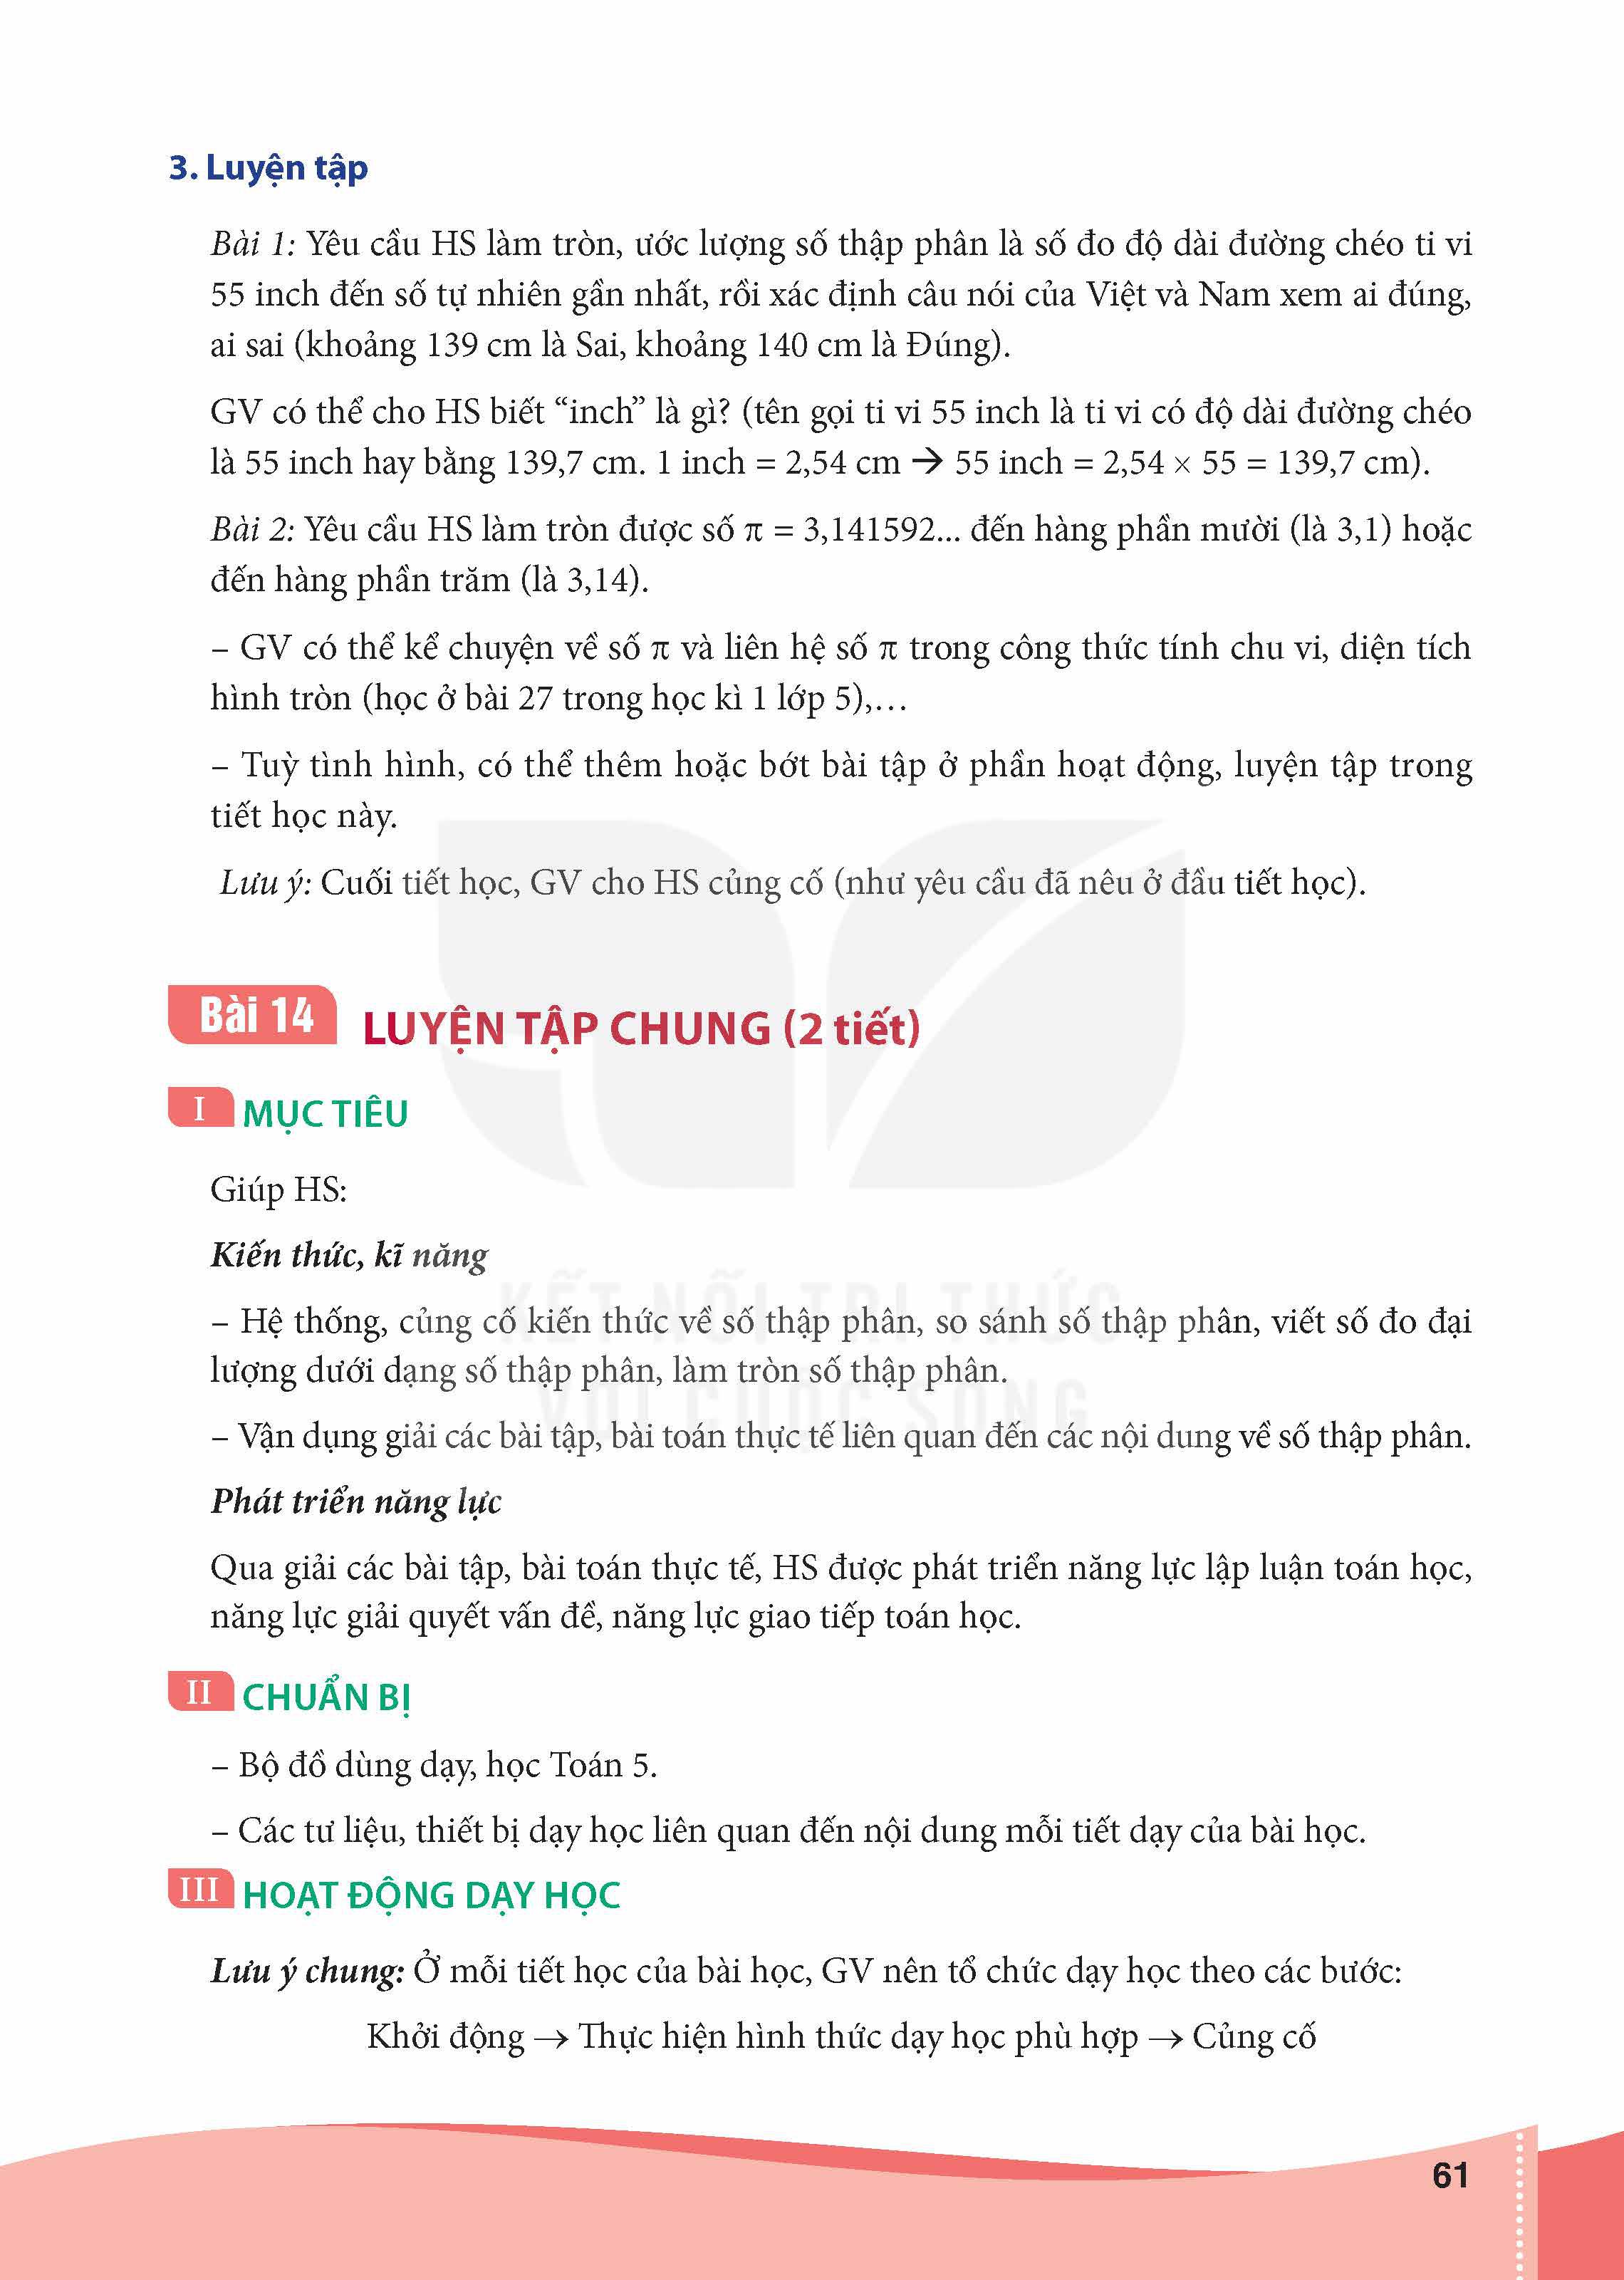 3. Luyện tập
Bài 1: Yêu cầu HS làm tròn, ước lượng số thập phân là số đo độ dài đường chéo ti vi
55 inch đến số tự nhiên gần nhất, rồi xác định câu nói của Việt và Nam xem ai đúng,
ai sai (khoảng 139 cm là Sai, khoảng 140 cm là Đúng).
GV có thể cho HS biết “inch” là gì? (tên gọi ti vi 55 inch là ti vi có độ dài đường chéo
là 55 inch hay bằng 139,7 cm. 1 inch = 2,54 cm → 55 inch = 2,54 × 55 = 139,7 cm).
Bài 2: Yêu cầu HS làm tròn được số π = 3,141592... đến hàng phần mười (là 3,1) hoặc
đến hàng phần trăm (là 3,14).
– GV có thể kể chuyện về số π và liên hệ số π trong công thức tính chu vi, diện tích
hình tròn (học ở bài 27 trong học kì 1 lớp 5),…
– Tuỳ tình hình, có thể thêm hoặc bớt bài tập ở phần hoạt động, luyện tập trong
tiết học này.
Lưu ý: Cuối tiết học, GV cho HS củng cố (như yêu cầu đã nêu ở đầu tiết học).
Bài 14 LUYỆN TẬP CHUNG (2 tiết)
I MỤC TIÊU
Giúp HS:
Kiến thức, kĩ năng
KẾT NỐI TRI THỨC
– Hệ thống, củng cố kiến thức về số thập phân, so sánh số thập phân, viết số đo đại
lượng dưới dạng số thập phân, làm tròn số thập phân.
VỚI CUỘC SỐNG
– Vận dụng giải các bài tập, bài toán thực tế liên quan đến các nội dung về số thập phân.
Phát triển năng lực
Qua giải các bài tập, bài toán thực tế, HS được phát triển năng lực lập luận toán học,
năng lực giải quyết vấn đề, năng lực giao tiếp toán học.
II CHUẨN BỊ
– Bộ đồ dùng dạy, học Toán 5.
– Các tư liệu, thiết bị dạy học liên quan đến nội dung mỗi tiết dạy của bài học.
III HOẠT ĐỘNG DẠY HỌC
Lưu ý chung: Ở mỗi tiết học của bài học, GV nên tổ chức dạy học theo các bước:
Khởi động → Thực hiện hình thức dạy học phù hợp → Củng cố
61